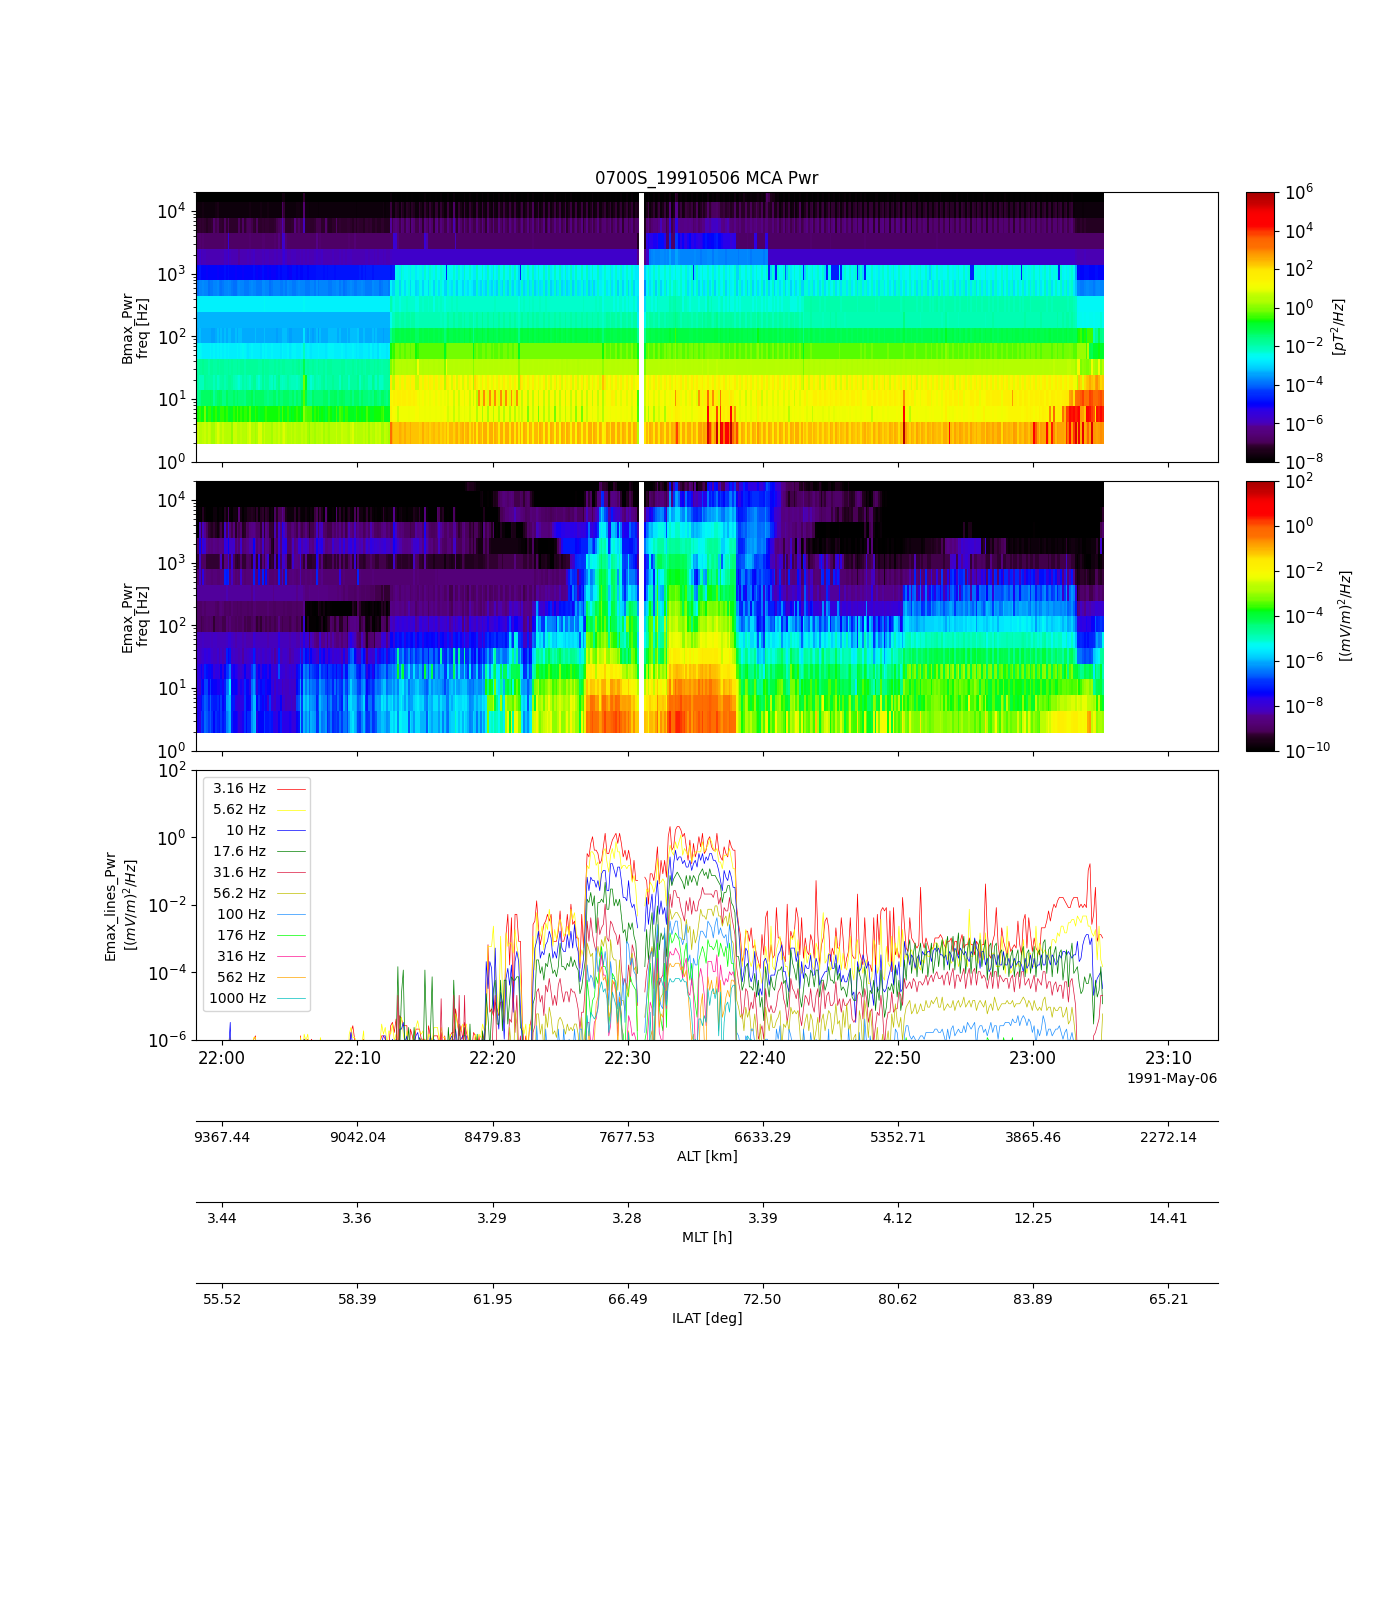 0700S_19910506 MCA Pwr
10^4
10^3
10^2
10^1
10^0
Bmax_Pwr
freq [Hz]
10^6
10^4
10^2
10^0
10^-2
10^-4
10^-6
10^-8
[pT^2/Hz]
10^4
10^3
10^2
10^1
10^0
Emax_Pwr
freq [Hz]
10^2
10^0
10^-2
10^-4
10^-6
10^-8
10^-10
[(mV/m)^2/Hz]
10^2
10^0
10^-2
10^-4
10^-6
Emax_lines_Pwr
[(mV/m)^2/Hz]
3.16 Hz
5.62 Hz
10 Hz
17.6 Hz
31.6 Hz
56.2 Hz
100 Hz
176 Hz
316 Hz
562 Hz
1000 Hz
22:00 22:10 22:20 22:30 22:40 22:50 23:00 23:10
1991-May-06
9367.44 9042.04 8479.83 7677.53 6633.29 5352.71 3865.46 2272.14
ALT [km]
3.44 3.36 3.29 3.28 3.39 4.12 12.25 14.41
MLT [h]
55.52 58.39 61.95 66.49 72.50 80.62 83.89 65.21
ILAT [deg]